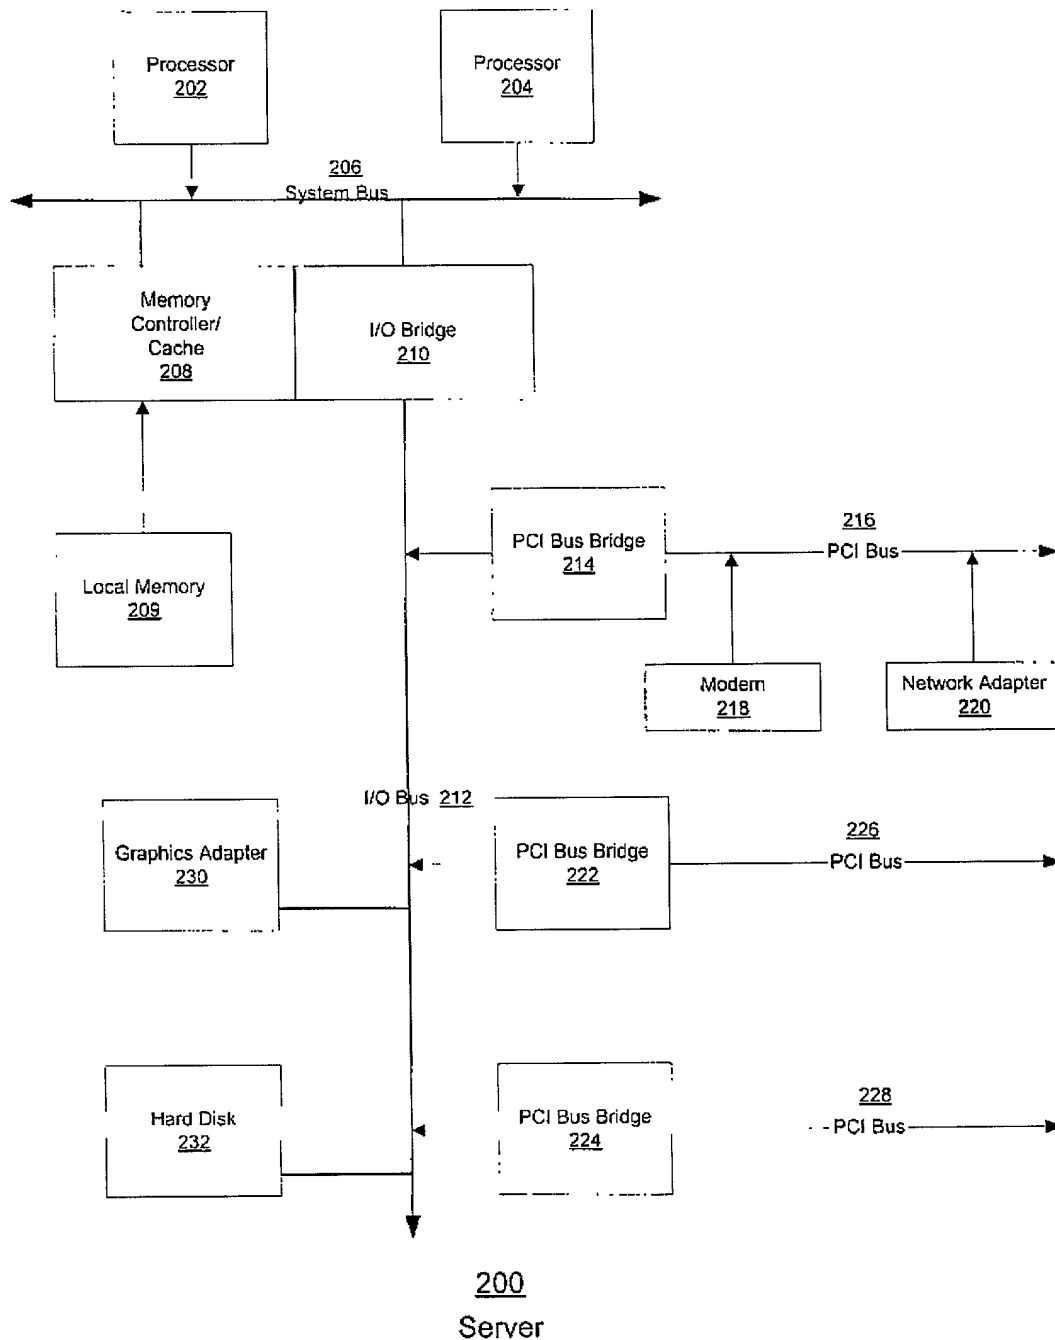 Processor
202
Processor
204
206
System Bus
Memory
Controller/
Cache
208
I/O Bridge
210
PCI Bus Bridge
214
216
PCI Bus
Local Memory
209
Modem
218
Network Adapter
220
I/O Bus 212
Graphics Adapter
230
PCI Bus Bridge
222
226
PCI Bus
Hard Disk
232
PCI Bus Bridge
224
228
PCI Bus
200
Server